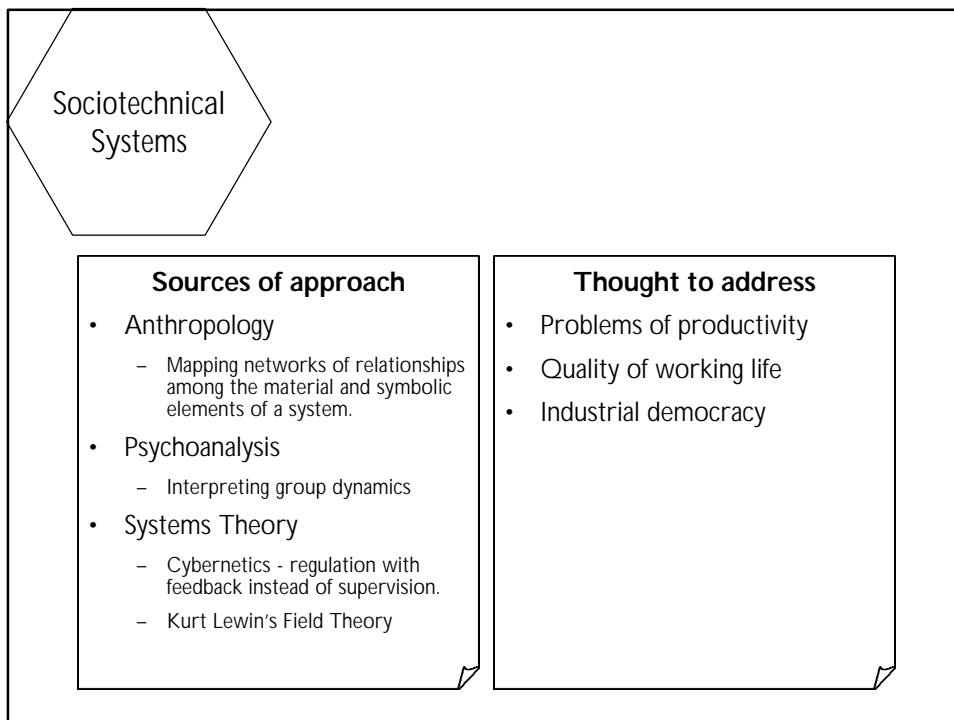 Sociotechnical
Systems
Sources of approach
• Anthropology
– Mapping networks of relationships
among the material and symbolic
elements of a system.
• Psychoanalysis
– Interpreting group dynamics
• Systems Theory
– Cybernetics - regulation with
feedback instead of supervision.
– Kurt Lewin's Field Theory
Thought to address
• Problems of productivity
• Quality of working life
• Industrial democracy